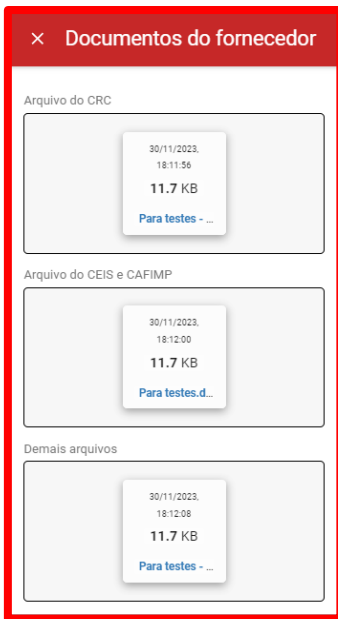 × Documentos do fornecedor
Arquivo do CRC
30/11/2023,
18:11:56
11.7 KB
Para testes - ...
Arquivo do CEIS e CAFIMP
30/11/2023,
18:12:00
11.7 KB
Para testes.d...
Demais arquivos
30/11/2023,
18:12:08
11.7 KB
Para testes - ...